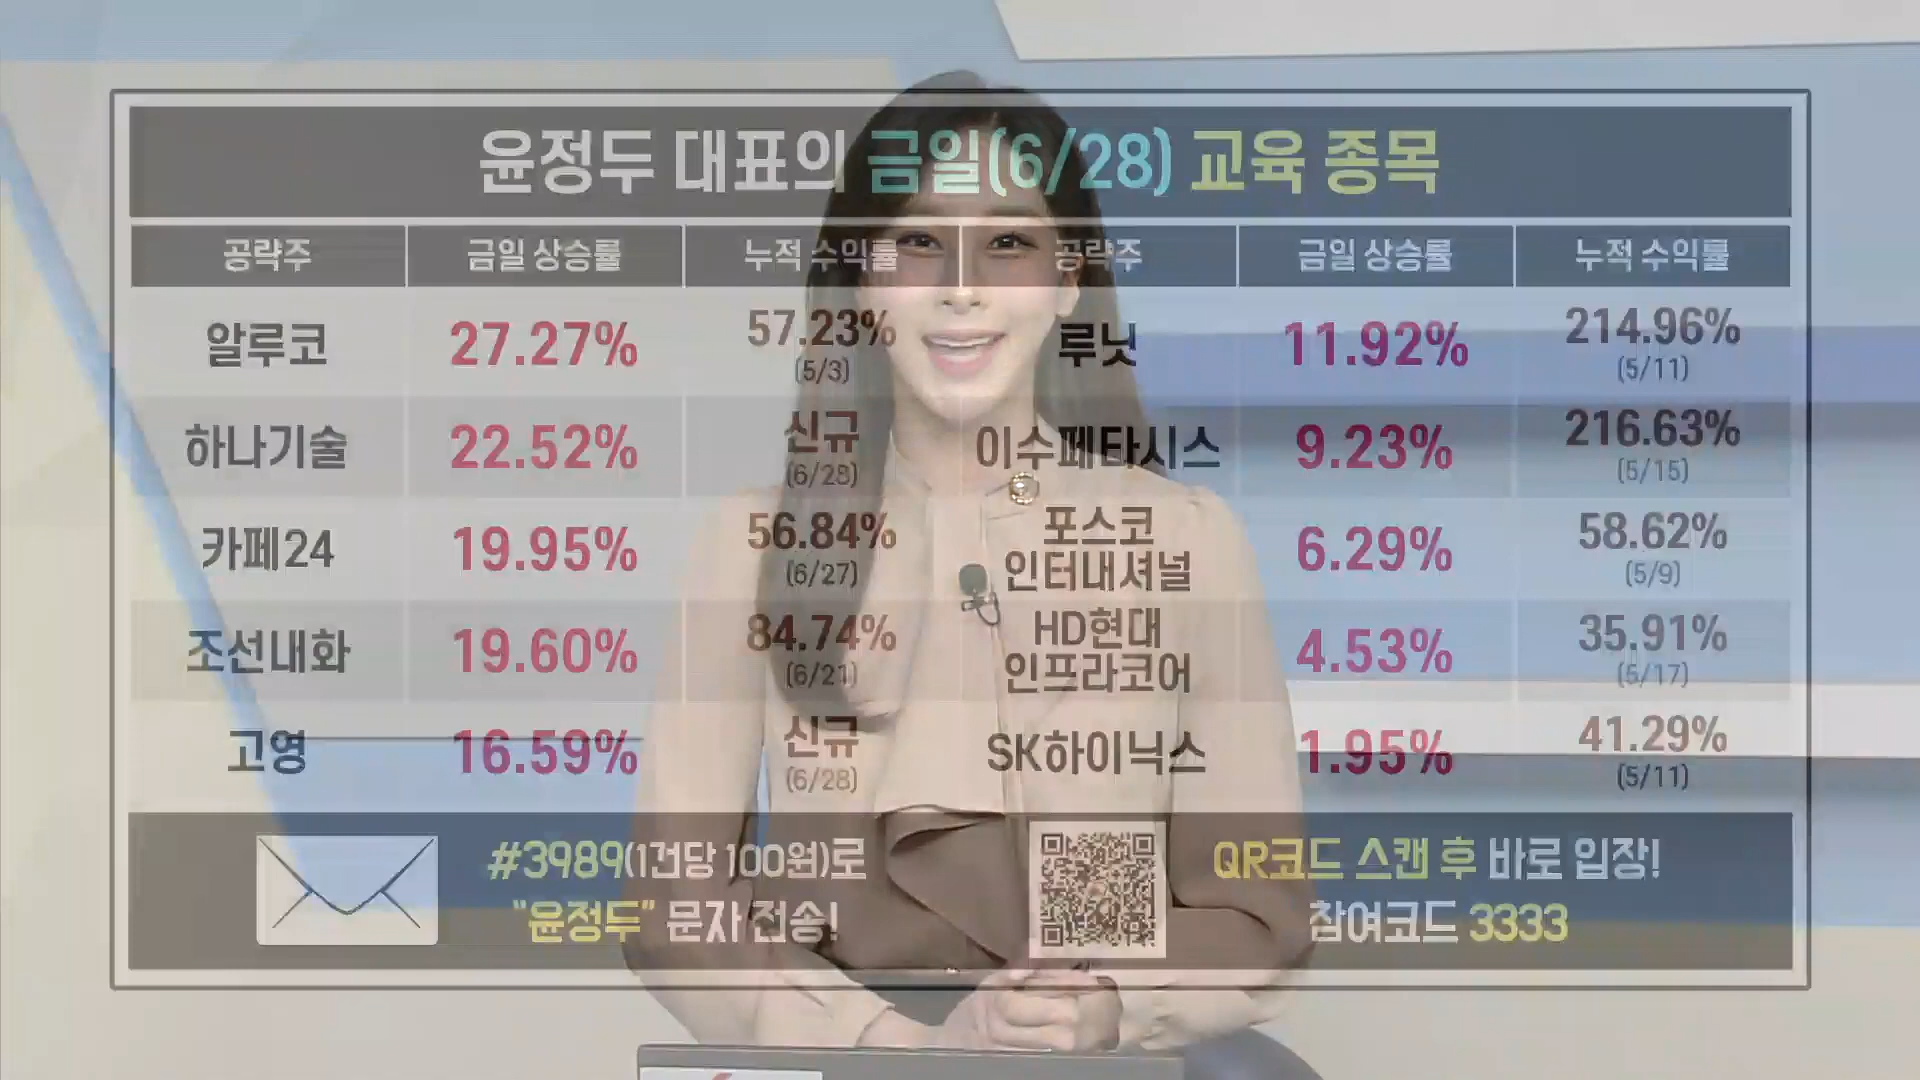 윤정두 대표의 금일(6/28) 교육 종목
공략주 금일 상승률 누적 수익률 공략주 금일 상승률 누적 수익률
알루코 27.27% 57.23% (5/3) 루닛 11.92% 214.96% (5/11)
하나기술 22.52% 신규 (6/28) 이수페타시스 9.23% 216.63% (5/15)
카페24 19.95% 56.84% (6/27) 포스코 인터내셔널 6.29% 58.62% (5/9)
조선내화 19.60% 84.74% (6/21) HD현대 인프라코어 4.53% 35.91% (5/17)
고영 16.59% 신규 (6/28) SK하이닉스 1.95% 41.29% (5/11)
#3989(1건당 100원)로
"윤정두" 문자 전송!
QR코드 스캔 후 바로 입장!
참여코드 3333